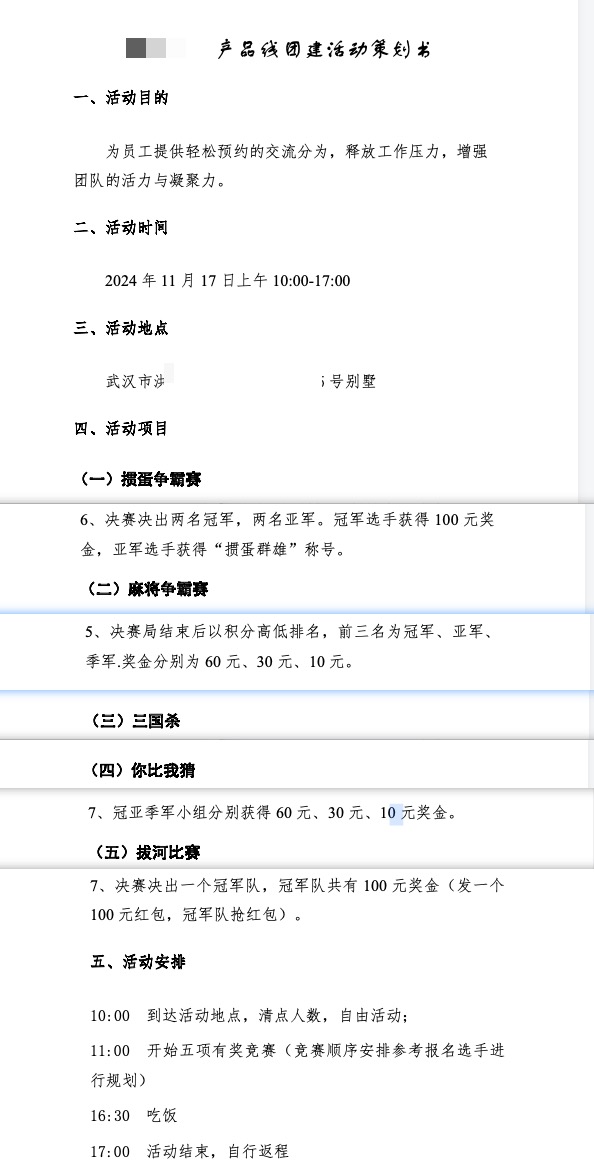 产品线团建活动策划书
一、活动目的
为员工提供轻松预约的交流分为，释放工作压力，增强
团队的活力与凝聚力。
二、活动时间
2024 年 11 月 17 日上午 10:00-17:00
三、活动地点
武汉市 号别墅
四、活动项目
（一）掼蛋争霸赛
6、决赛决出两名冠军，两名亚军。冠军选手获得 100 元奖
金，亚军选手获得“掼蛋群雄”称号。
（二）麻将争霸赛
5、决赛局结束后以积分高低排名，前三名为冠军、亚军、
季军.奖金分别为 60 元、30 元、10 元。
（三）三国杀
（四）你比我猜
7、冠亚季军小组分别获得 60 元、30 元、10 元奖金。
（五）拔河比赛
7、决赛决出一个冠军队，冠军队共有 100 元奖金（发一个
100 元红包，冠军队抢红包）。
五、活动安排
10:00 到达活动地点，清点人数，自由活动；
11:00 开始五项有奖竞赛（竞赛顺序安排参考报名选手进
行规划）
16:30 吃饭
17:00 活动结束，自行返程